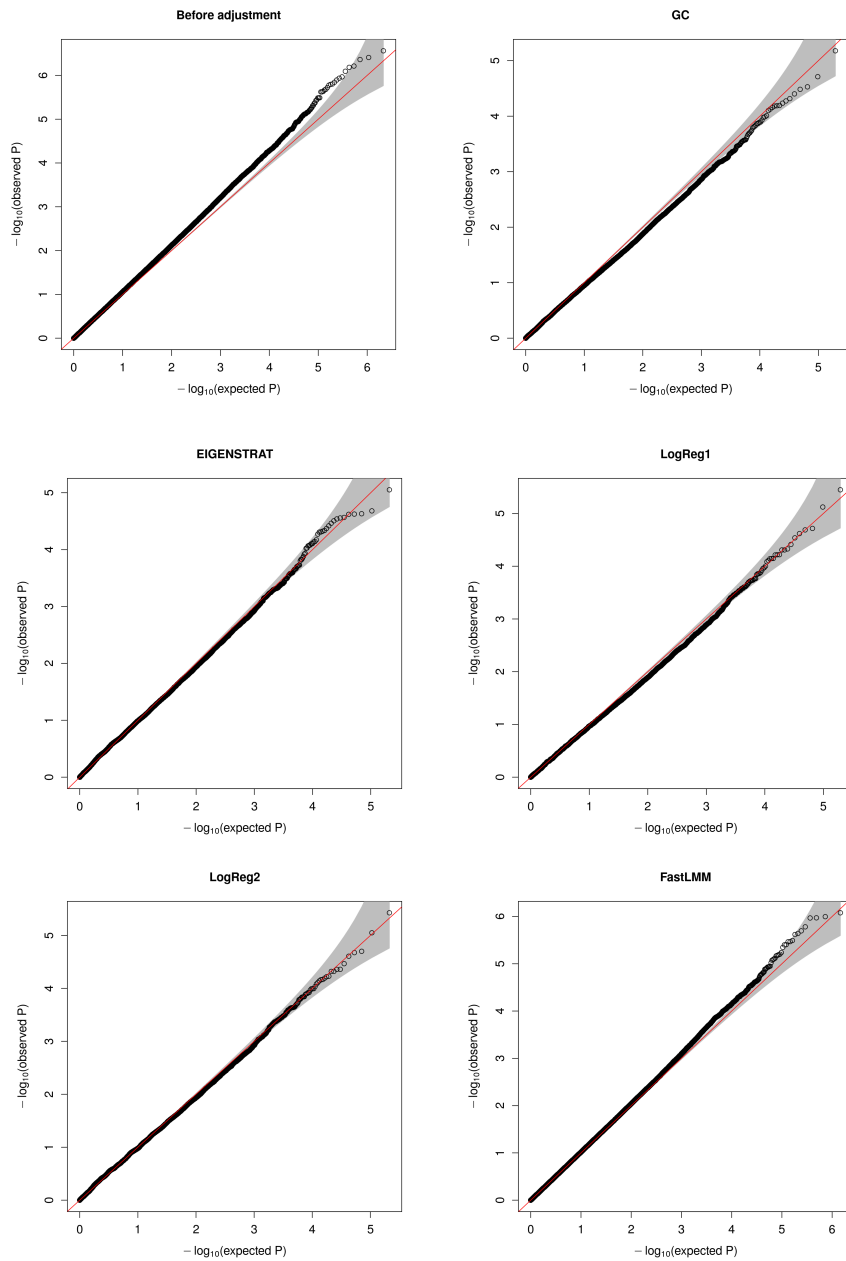 Before adjustment
− log10(observed P)
0 1 2 3 4 5 6
0 1 2 3 4 5 6
− log10(expected P)
GC
− log10(observed P)
0 1 2 3 4 5
0 1 2 3 4 5
− log10(expected P)
EIGENSTRAT
− log10(observed P)
0 1 2 3 4 5
0 1 2 3 4 5
− log10(expected P)
LogReg1
− log10(observed P)
0 1 2 3 4 5
0 1 2 3 4 5
− log10(expected P)
LogReg2
− log10(observed P)
0 1 2 3 4 5
0 1 2 3 4 5
− log10(expected P)
FastLMM
− log10(observed P)
0 1 2 3 4 5 6
0 1 2 3 4 5 6
− log10(expected P)